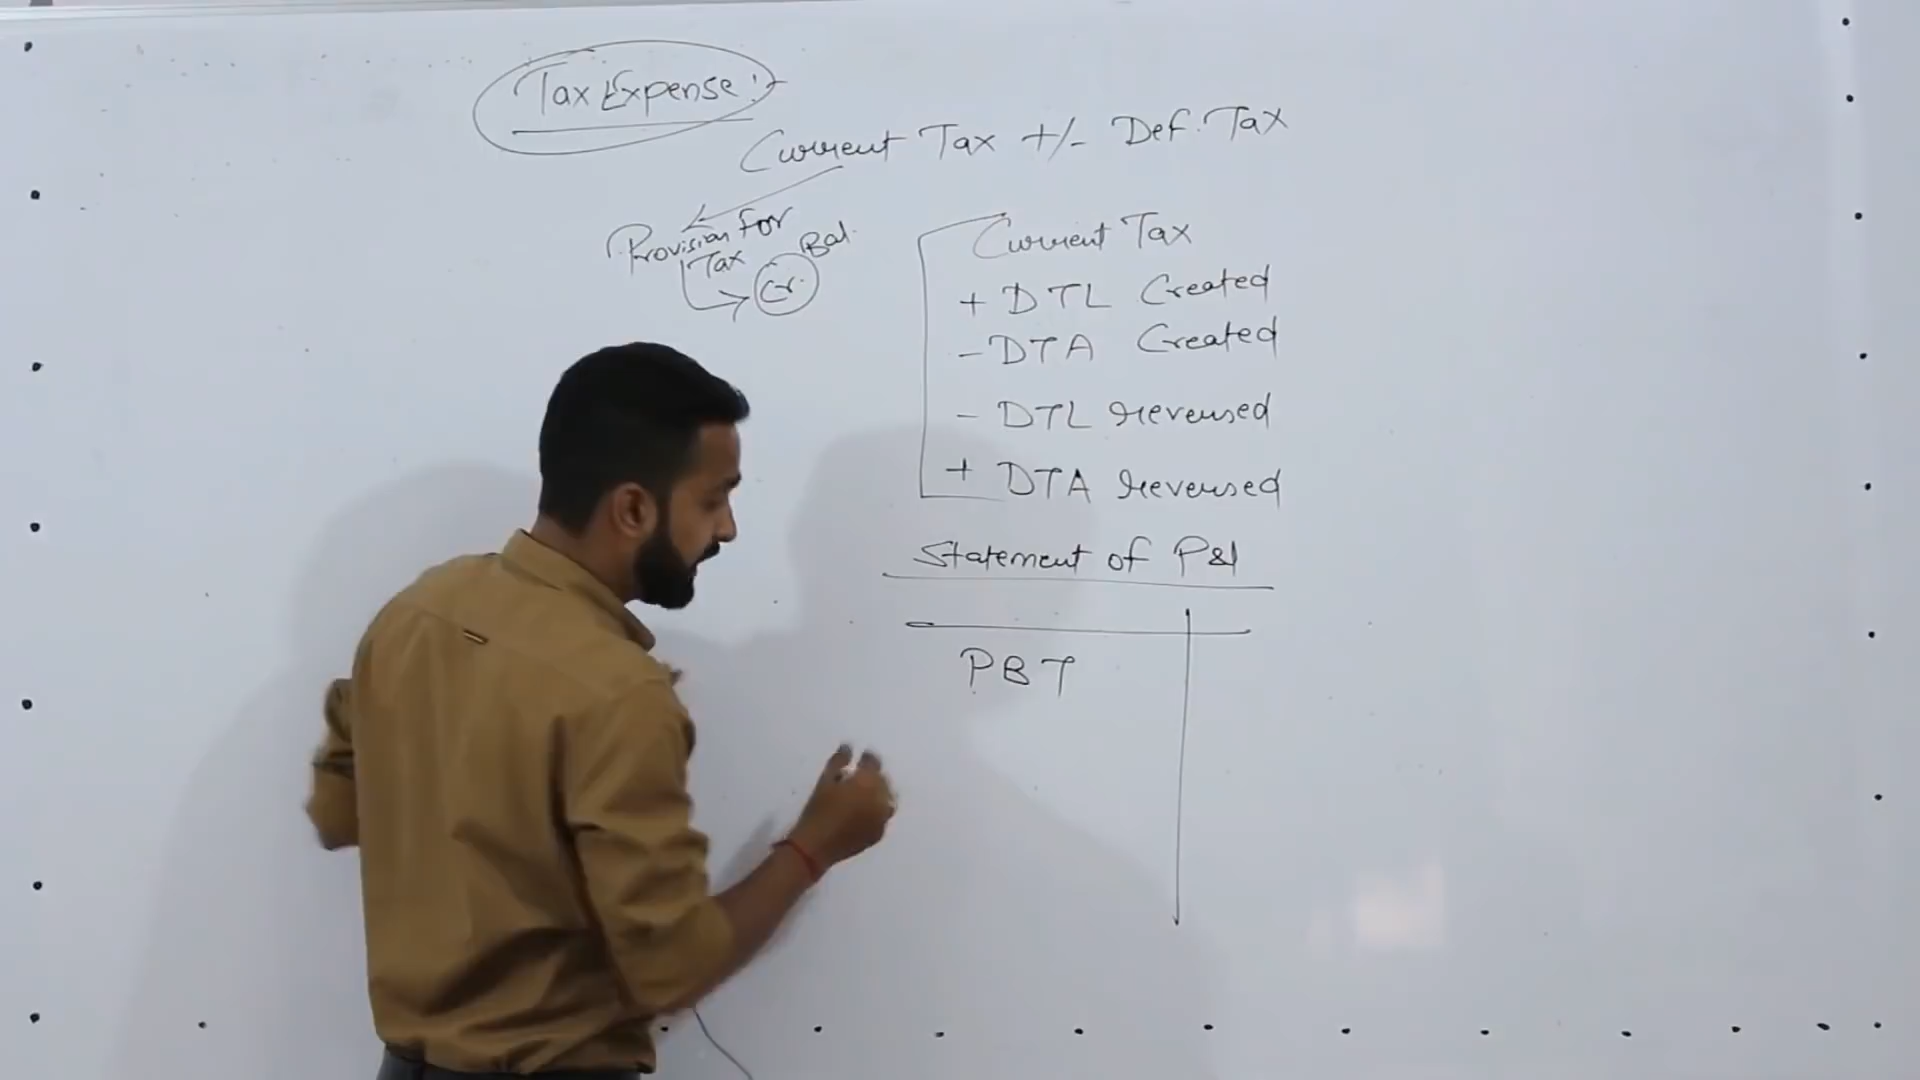 Tax Expense :-
Current Tax +/- Def. Tax
Provision For
Tax
Cr. Bal.
Current Tax
+ DTL Created
- DTA Created
- DTL reversed
+ DTA reversed
Statement of P&l
PBT